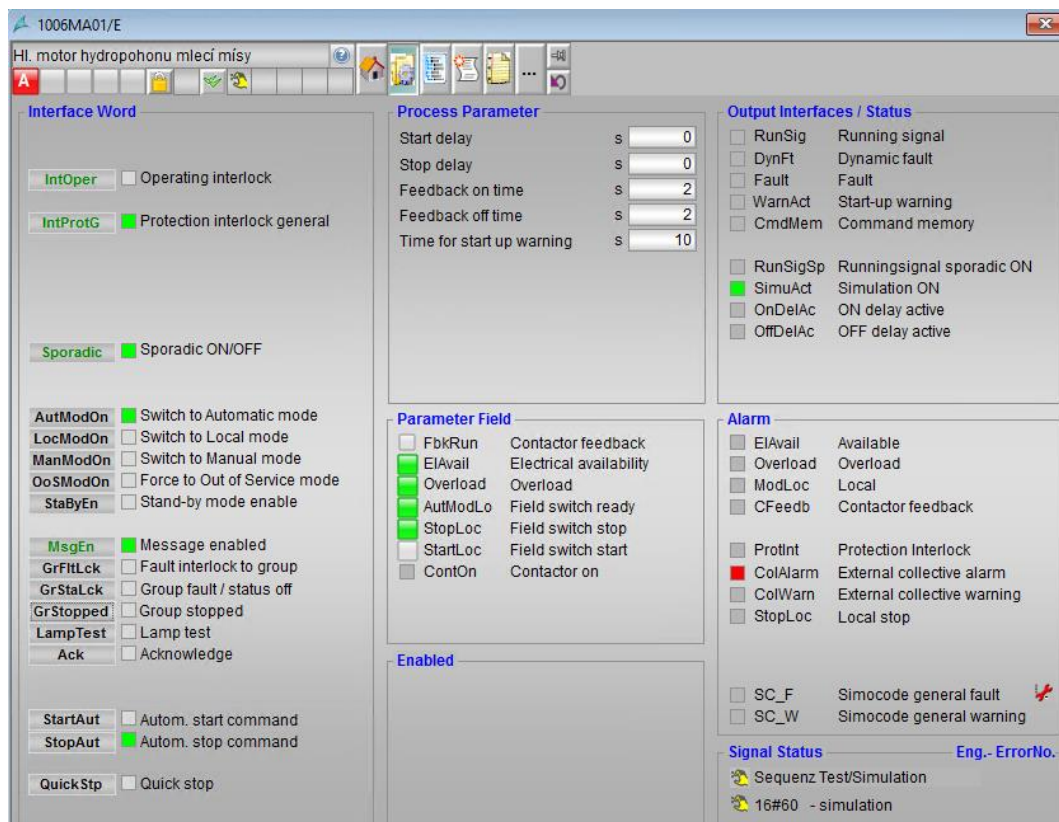 1006MA01/E
Hl. motor hydropohonu mlecí mísy
A
...
Interface Word
IntOper Operating interlock
IntProtG Protection interlock general
Sporadic Sporadic ON/OFF
AutModOn Switch to Automatic mode
LocModOn Switch to Local mode
ManModOn Switch to Manual mode
OoSModOn Force to Out of Service mode
StaByEn Stand-by mode enable
MsgEn Message enabled
GrFltLck Fault interlock to group
GrStaLck Group fault / status off
GrStopped Group stopped
LampTest Lamp test
Ack Acknowledge
StartAut Autom. start command
StopAut Autom. stop command
QuickStp Quick stop
Process Parameter
Start delay s 0
Stop delay s 0
Feedback on time s 2
Feedback off time s 2
Time for start up warning s 10
Parameter Field
FbkRun Contactor feedback
ElAvail Electrical availability
Overload Overload
AutModLo Field switch ready
StopLoc Field switch stop
StartLoc Field switch start
ContOn Contactor on
Enabled
Output Interfaces / Status
RunSig Running signal
DynFt Dynamic fault
Fault Fault
WarnAct Start-up warning
CmdMem Command memory
RunSigSp Runningsignal sporadic ON
SimuAct Simulation ON
OnDelAc ON delay active
OffDelAc OFF delay active
Alarm
ElAvail Available
Overload Overload
ModLoc Local
CFeedb Contactor feedback
ProtInt Protection Interlock
ColAlarm External collective alarm
ColWarn External collective warning
StopLoc Local stop
SC_F Simocode general fault
SC_W Simocode general warning
Signal Status Eng.- ErrorNo.
Sequenz Test/Simulation
16#60 - simulation